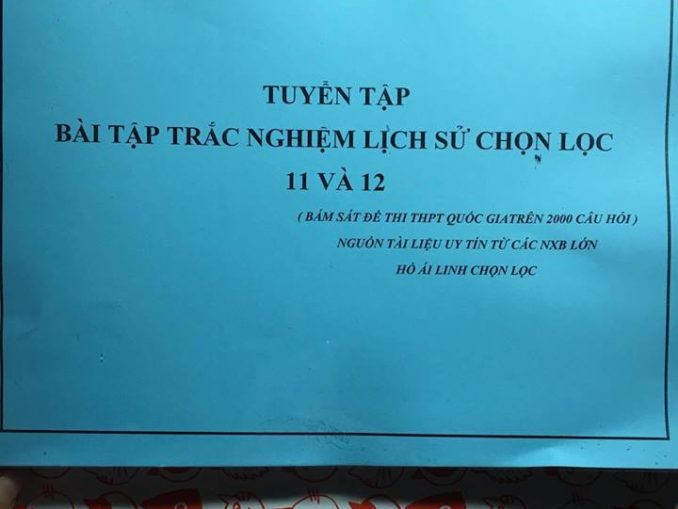 TUYỄN TẬP
BÀI TẬP TRẮC NGHIỆM LỊCH SỬ CHỌN LỌC
11 VÀ 12
( BÁM SÁT ĐỀ THI THPT QUỐC GIATRÊN 2000 CÂU HỎI )
NGUỒN TÀI LIỆU UY TÍN TỪ CÁC NXB LỚN
HỒ ÁI LINH CHỌN LỌC